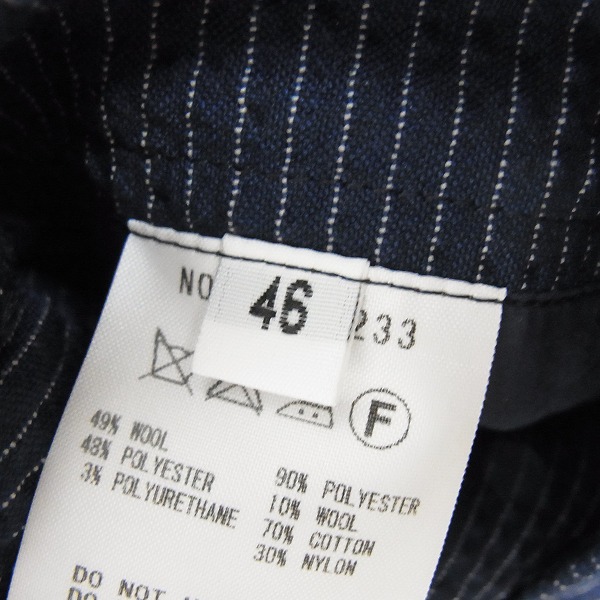 46
NO 233
F
49% WOOL
48% POLYESTER
3% POLYURETHANE
90% POLYESTER
10% WOOL
70% COTTON
30% NYLON
DO NOT
DO